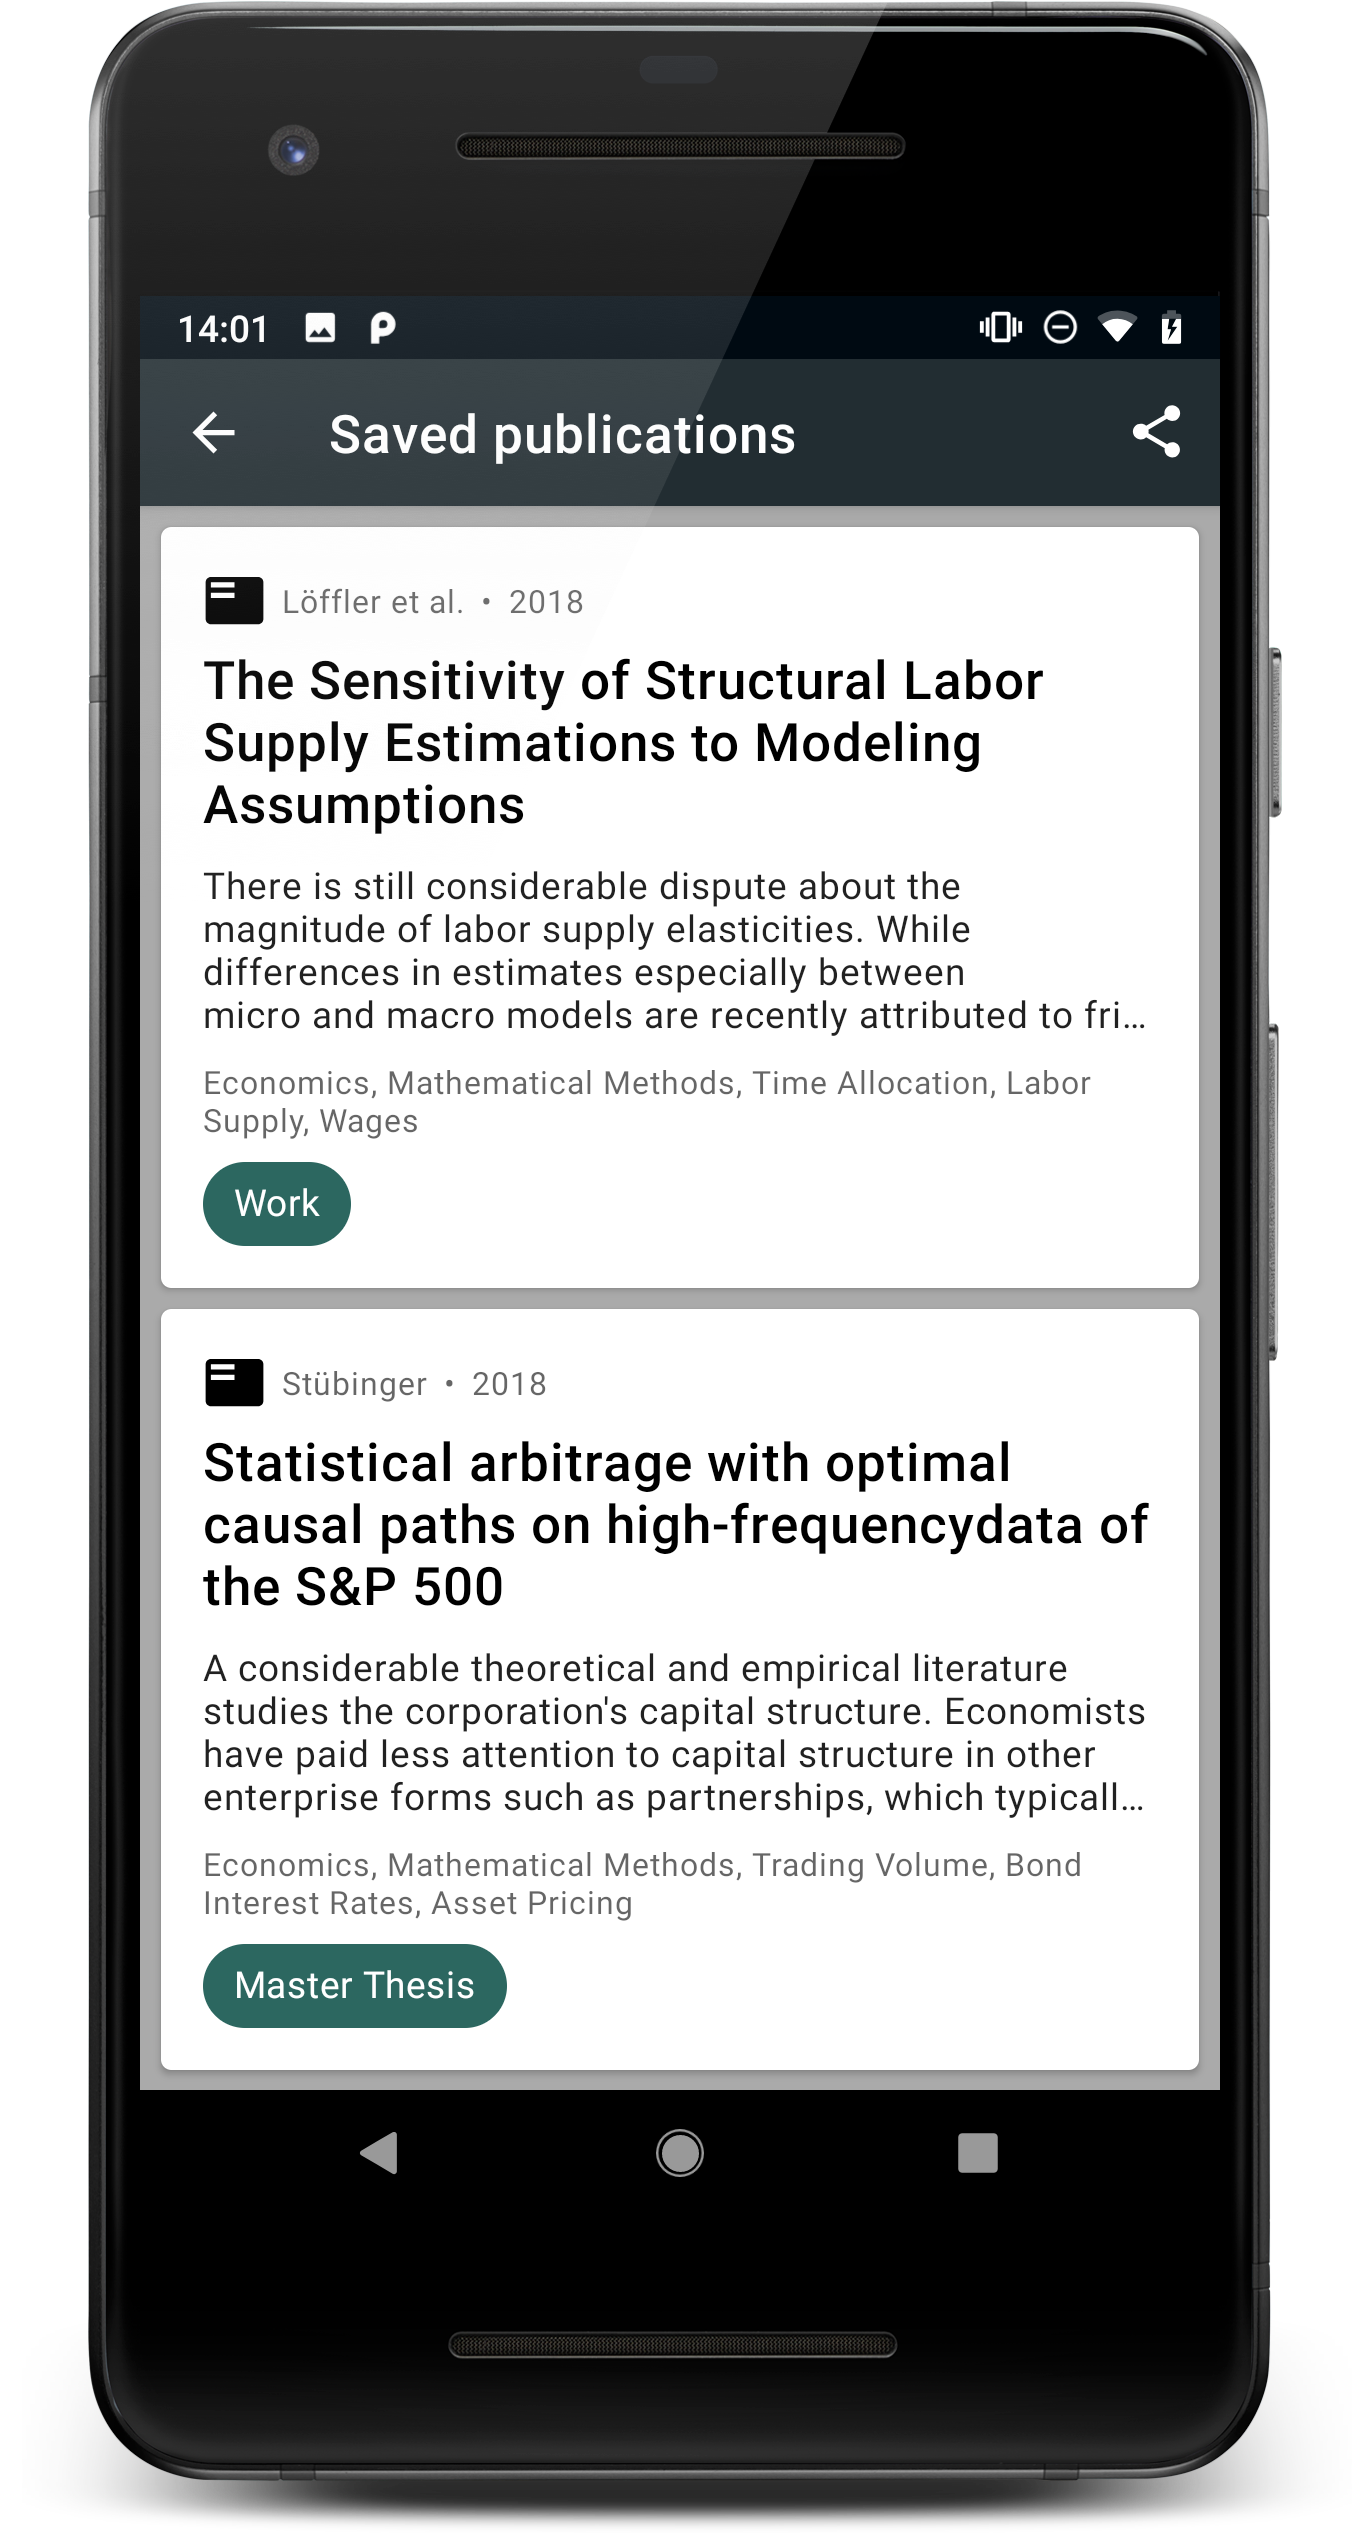 14:01
Saved publications
Löffler et al. • 2018
The Sensitivity of Structural Labor
Supply Estimations to Modeling
Assumptions
There is still considerable dispute about the
magnitude of labor supply elasticities. While
differences in estimates especially between
micro and macro models are recently attributed to fri…
Economics, Mathematical Methods, Time Allocation, Labor
Supply, Wages
Work
Stübinger • 2018
Statistical arbitrage with optimal
causal paths on high-frequencydata of
the S&P 500
A considerable theoretical and empirical literature
studies the corporation's capital structure. Economists
have paid less attention to capital structure in other
enterprise forms such as partnerships, which typicall…
Economics, Mathematical Methods, Trading Volume, Bond
Interest Rates, Asset Pricing
Master Thesis